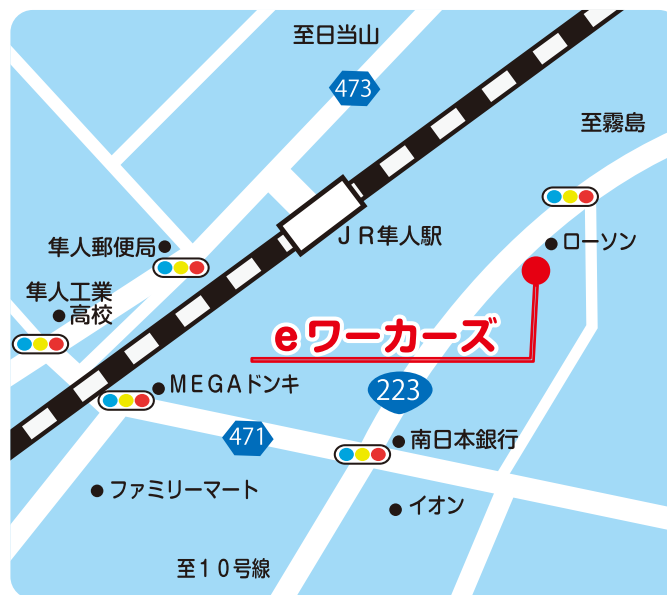 至日当山
473
至霧島
ローソン
JR隼人駅
隼人郵便局
隼人工業
高校
eワーカーズ
MEGAドンキ
223
471
南日本銀行
ファミリーマート
イオン
至10号線